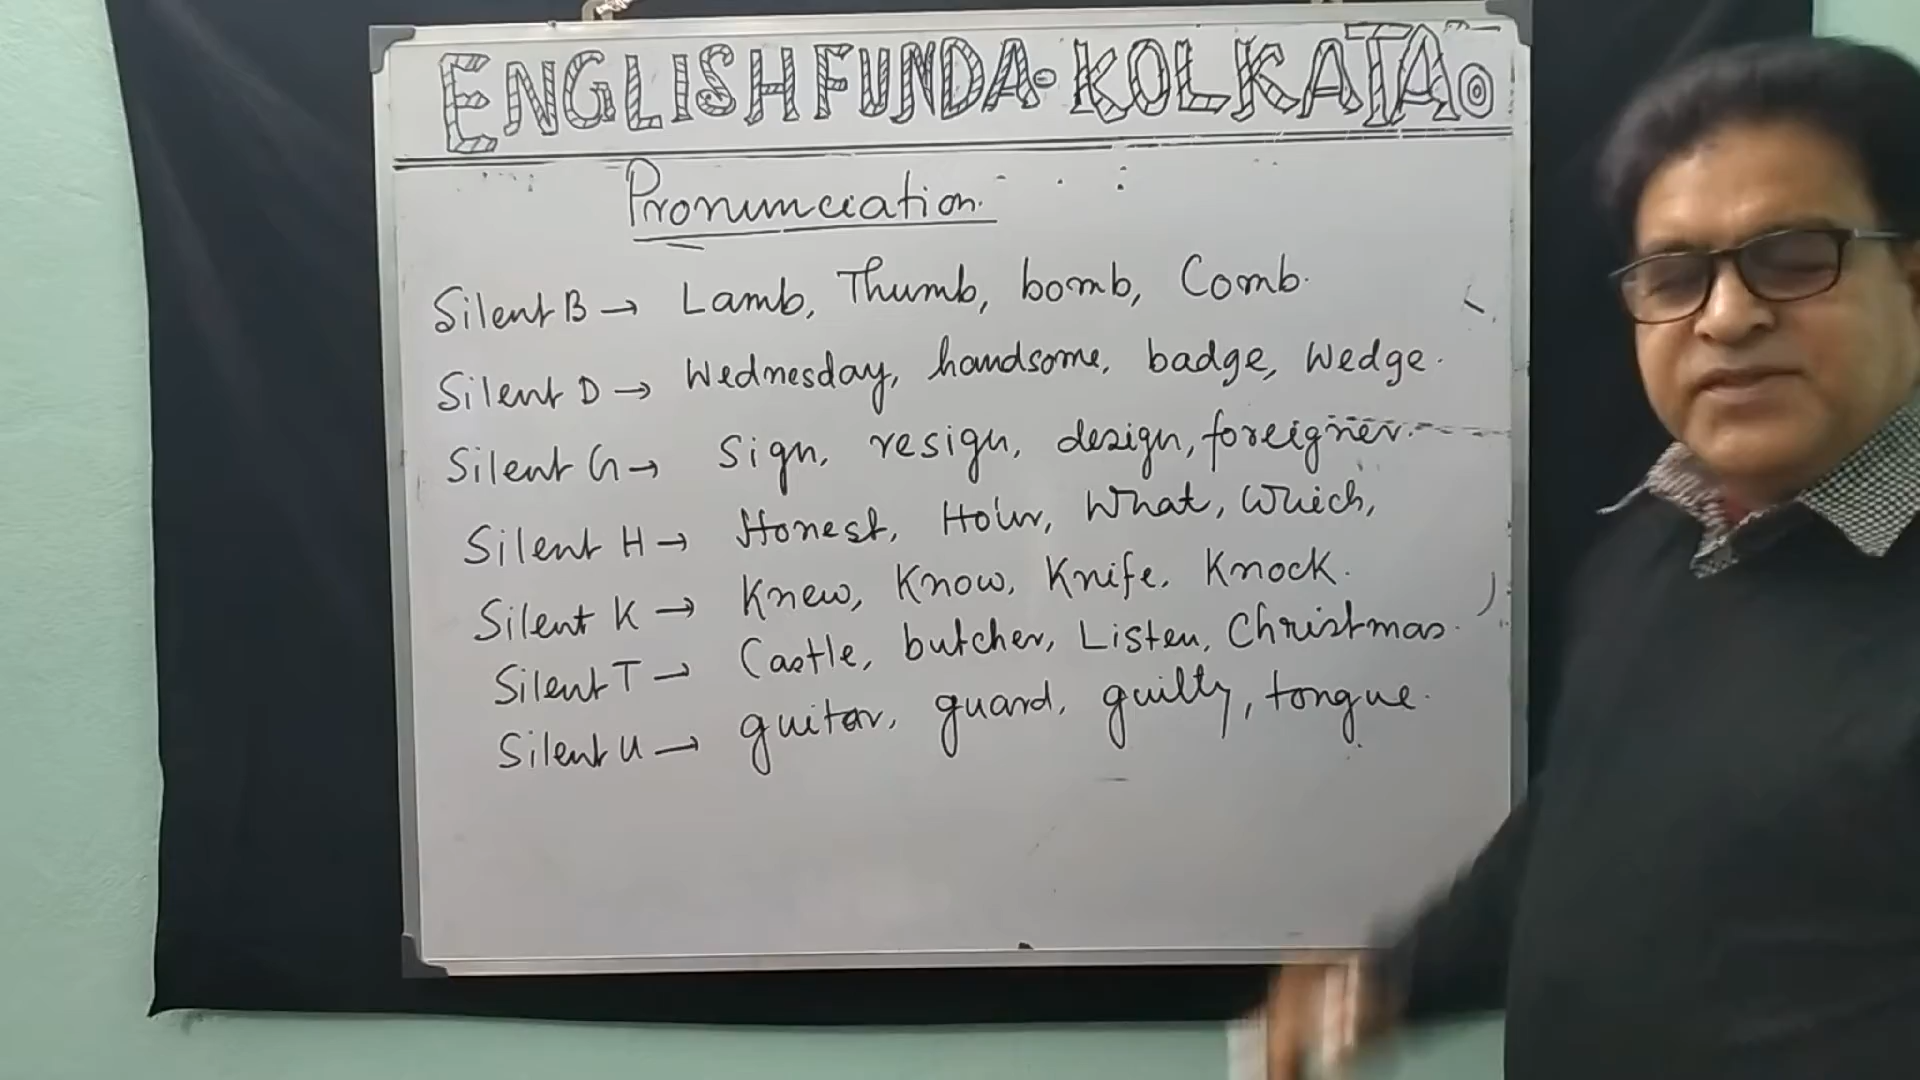 ENGLISH FUNDA. KOLKATA
Pronunciation.
Silent B → Lamb, Thumb, bomb, Comb.
Silent D → Wednesday, handsome, badge, Wedge.
Silent G → Sign, resign, design, foreigner.
Silent H → Honest, Hour, What, Which,
Silent K → Knew, Know, Knife, Knock.
Silent T → Castle, butcher, Listen, Christmas.
Silent U → guitar, guard, guilty, tongue.